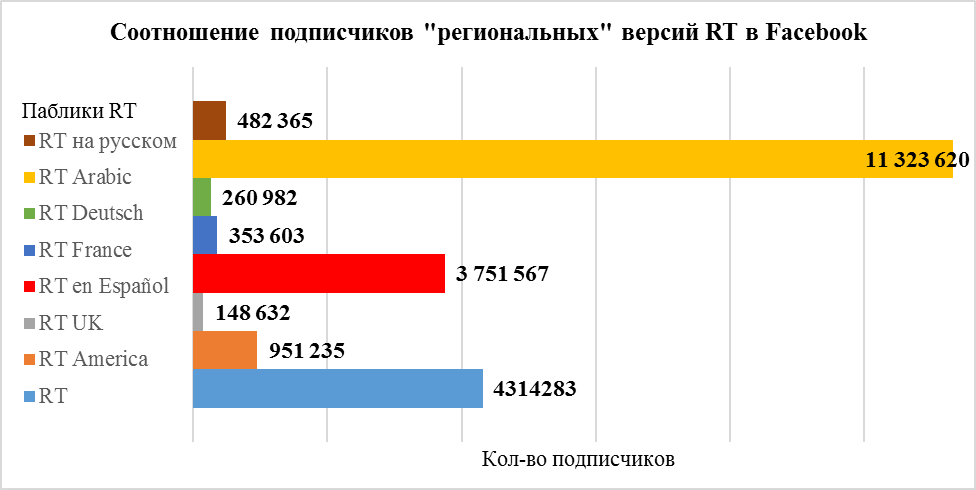 Соотношение подписчиков "региональных" версий RT в Facebook
Паблики RT
RT на русском
482 365
RT Arabic
11 323 620
RT Deutsch
260 982
RT France
353 603
RT en Español
3 751 567
RT UK
148 632
RT America
951 235
RT
4314283
Кол-во подписчиков